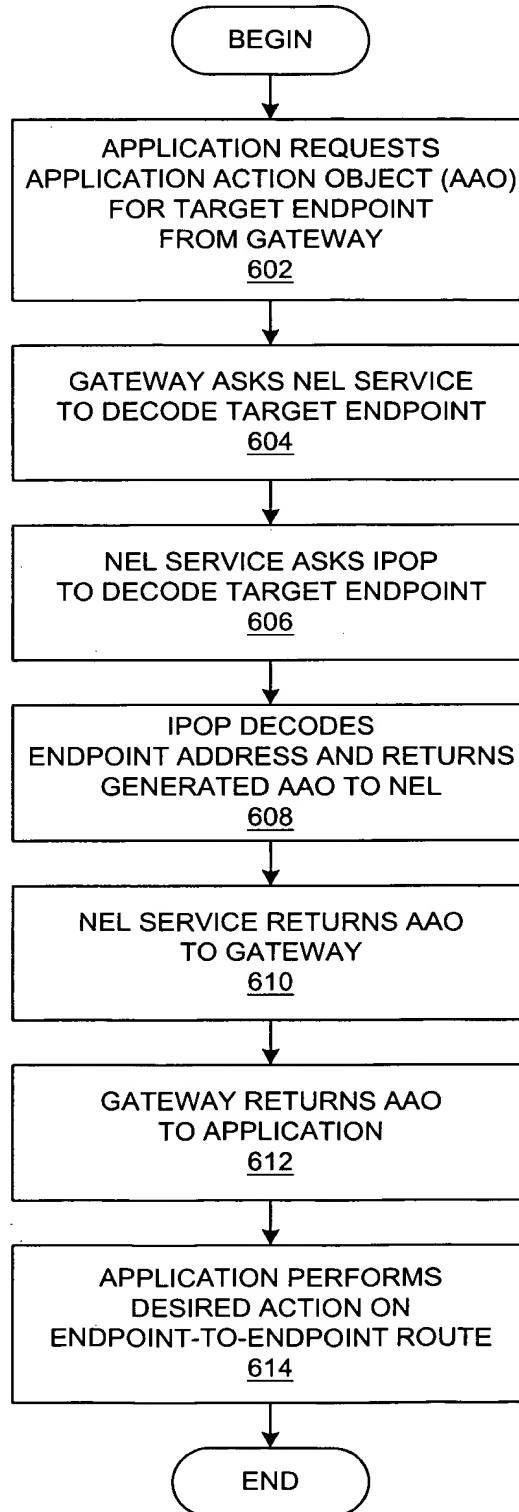 BEGIN
APPLICATION REQUESTS
APPLICATION ACTION OBJECT (AAO)
FOR TARGET ENDPOINT
FROM GATEWAY
602
GATEWAY ASKS NEL SERVICE
TO DECODE TARGET ENDPOINT
604
NEL SERVICE ASKS IPOP
TO DECODE TARGET ENDPOINT
606
IPOP DECODES
ENDPOINT ADDRESS AND RETURNS
GENERATED AAO TO NEL
608
NEL SERVICE RETURNS AAO
TO GATEWAY
610
GATEWAY RETURNS AAO
TO APPLICATION
612
APPLICATION PERFORMS
DESIRED ACTION ON
ENDPOINT-TO-ENDPOINT ROUTE
614
END